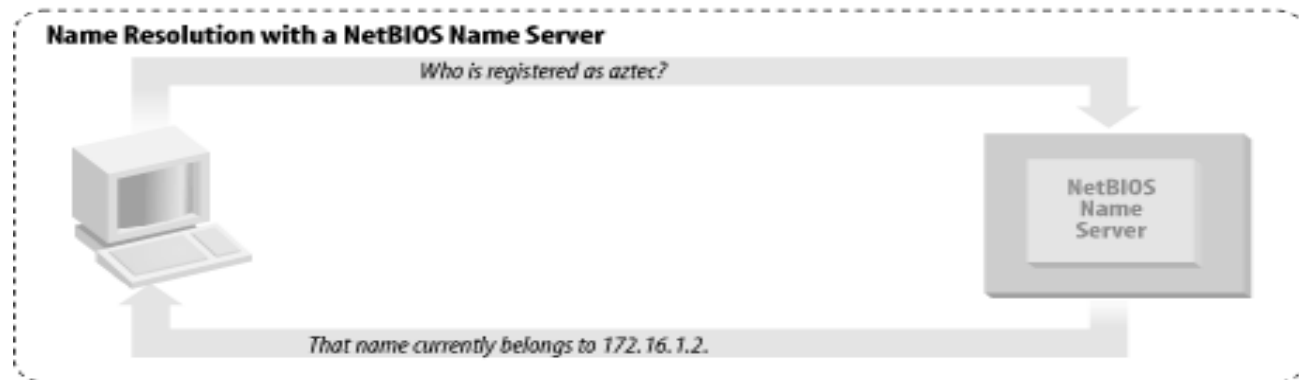 Name Resolution with a NetBIOS Name Server
Who is registered as aztec?
NetBIOS
Name
Server
That name currently belongs to 172.16.1.2.